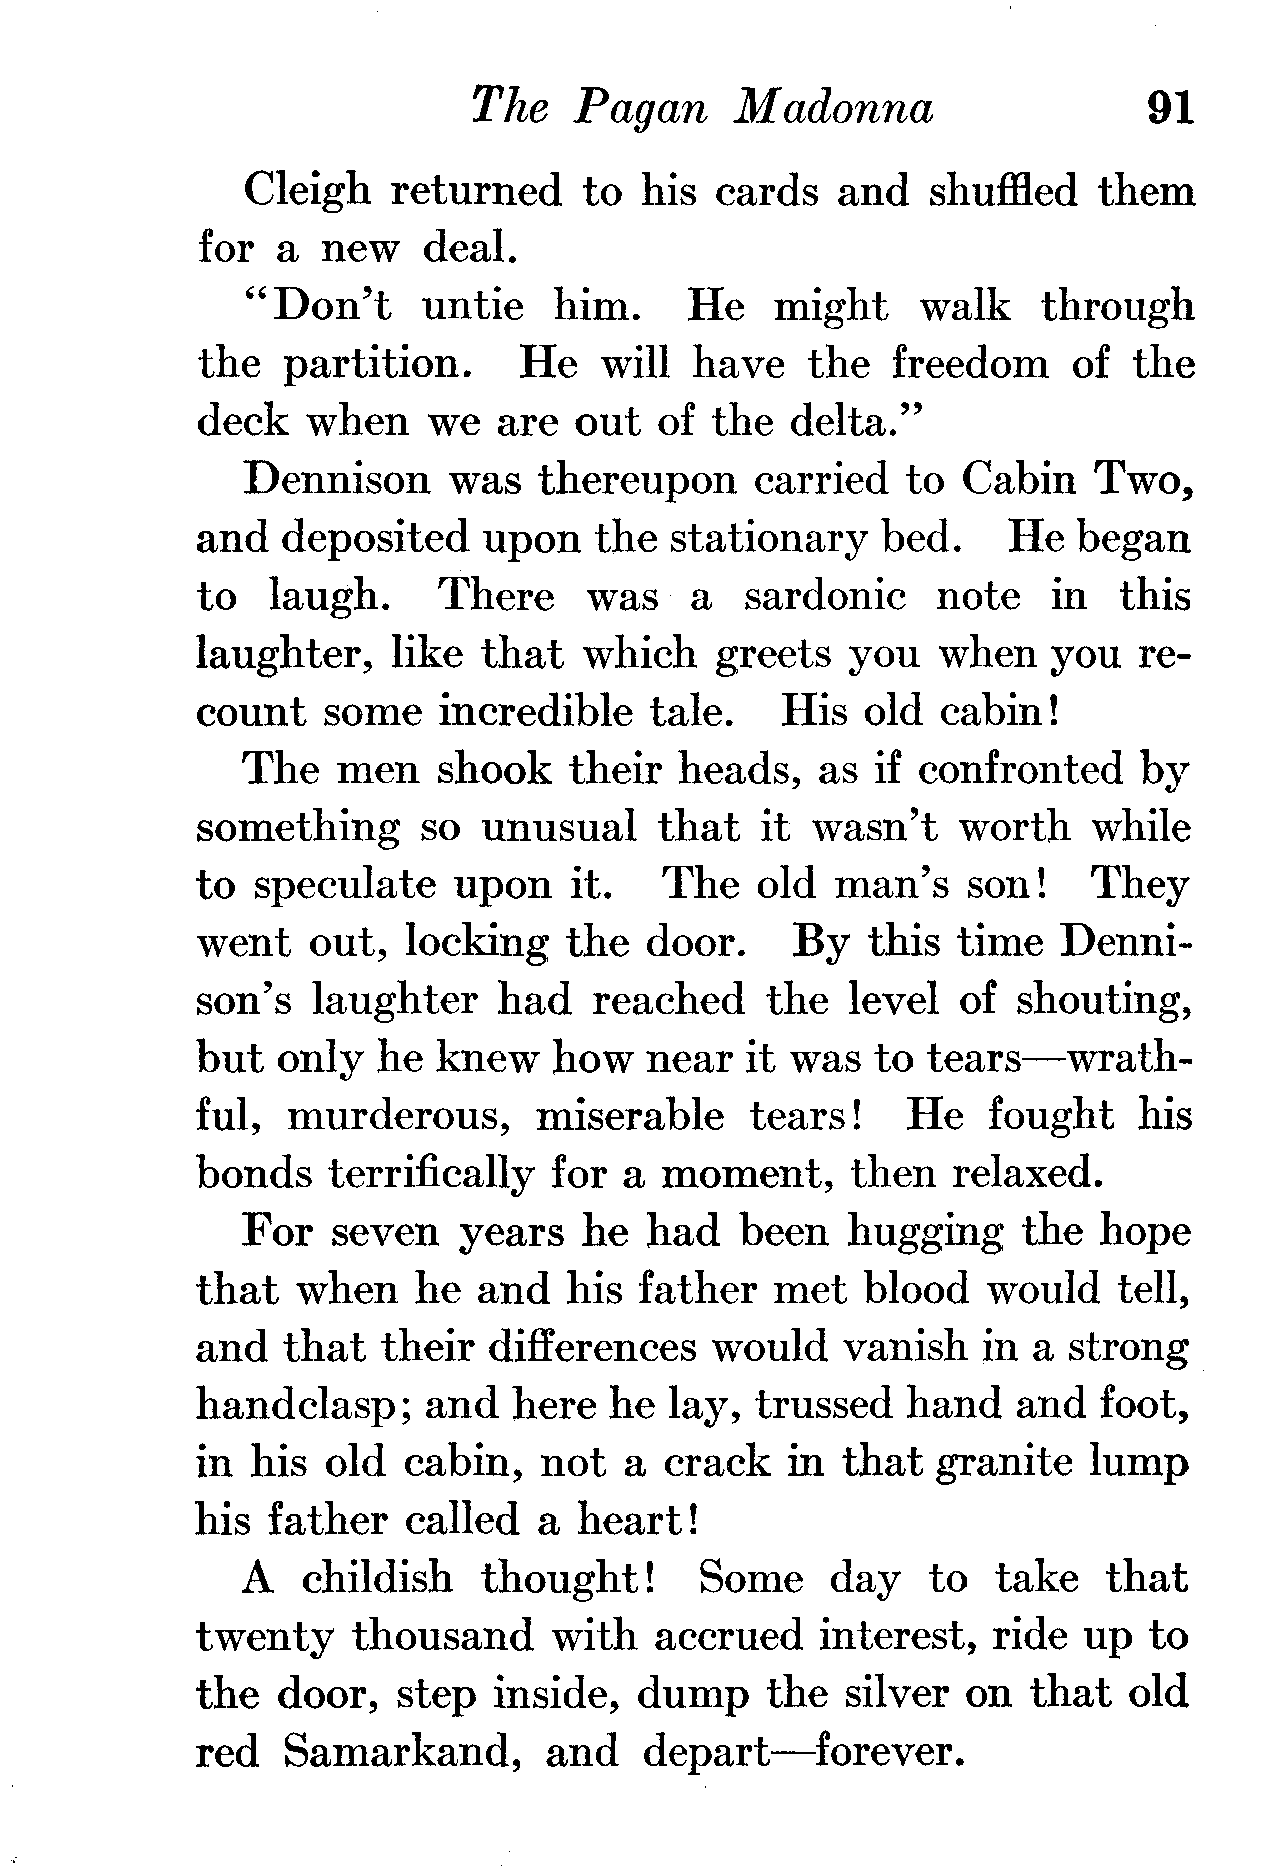 The Pagan Madonna 91
Cleigh returned to his cards and shuffled them
for a new deal.
“Don’t untie him. He might walk through
the partition. He will have the freedom of the
deck when we are out of the delta.”
Dennison was thereupon carried to Cabin Two,
and deposited upon the stationary bed. He began
to laugh. There was a sardonic note in this
laughter, like that which greets you when you re-
count some incredible tale. His old cabin!
The men shook their heads, as if confronted by
something so unusual that it wasn’t worth while
to speculate upon it. The old man’s son! They
went out, locking the door. By this time Denni-
son’s laughter had reached the level of shouting,
but only he knew how near it was to tears—wrath-
ful, murderous, miserable tears! He fought his
bonds terrifically for a moment, then relaxed.
For seven years he had been hugging the hope
that when he and his father met blood would tell,
and that their differences would vanish in a strong
handclasp; and here he lay, trussed hand and foot,
in his old cabin, not a crack in that granite lump
his father called a heart!
A childish thought! Some day to take that
twenty thousand with accrued interest, ride up to
the door, step inside, dump the silver on that old
red Samarkand, and depart—forever.